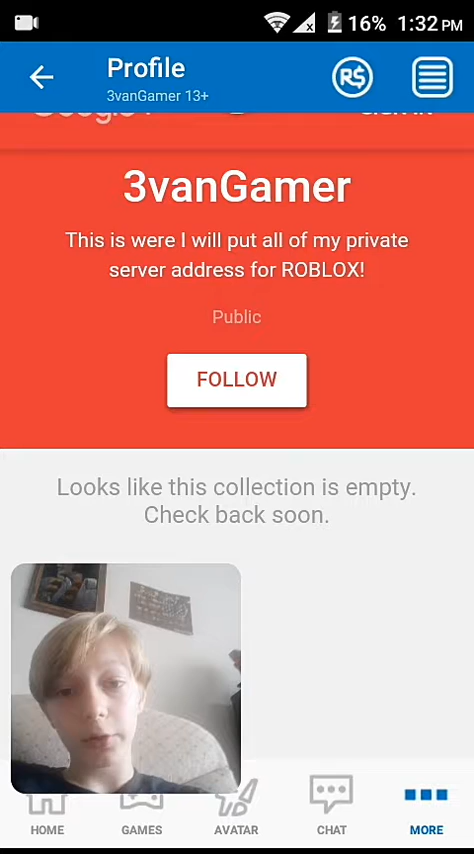 16% 1:32 PM
Profile
R$
3vanGamer 13+
3vanGamer
This is were I will put all of my private
server address for ROBLOX!
Public
FOLLOW
Looks like this collection is empty.
Check back soon.
HOME GAMES AVATAR CHAT MORE